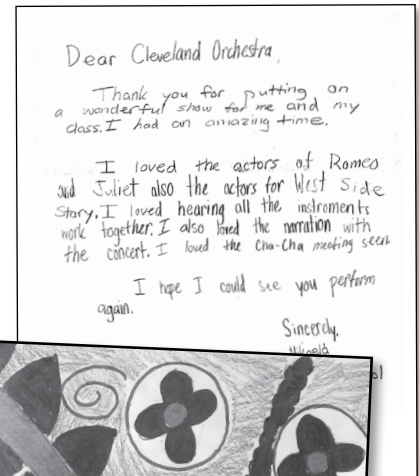 Dear Cleveland Orchestra,
Thank you for putting on
a wonderful show for me and my
class. I had an amazing time.
I loved the actors of Romeo
and Juliet also the actors for West Side
Story. I loved hearing all the instroments
work together. I also loved the narration with
the concert. I loved the Cha-Cha meeting seen
I hope I could see you perform
again.
Sincerely,